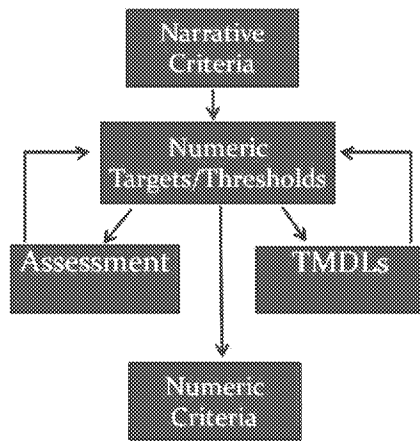 Narrative
Criteria
Numeric
Targets/Thresholds
Assessment
TMDLs
Numeric
Criteria